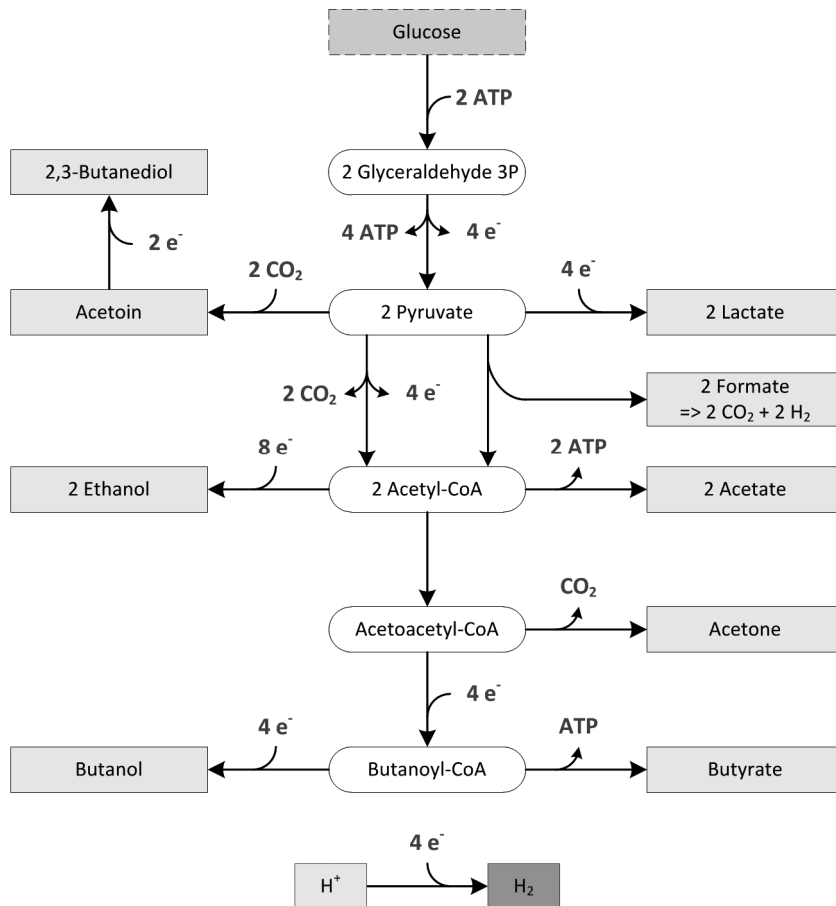 Glucose
2 ATP
2,3-Butanediol
2 Glyceraldehyde 3P
2 e⁻
4 ATP
4 e⁻
2 CO₂
4 e⁻
Acetoin
2 Pyruvate
2 Lactate
2 CO₂
4 e⁻
2 Formate
=> 2 CO₂ + 2 H₂
8 e⁻
2 ATP
2 Ethanol
2 Acetyl-CoA
2 Acetate
CO₂
Acetoacetyl-CoA
Acetone
4 e⁻
4 e⁻
ATP
Butanol
Butanoyl-CoA
Butyrate
4 e⁻
H⁺
H₂